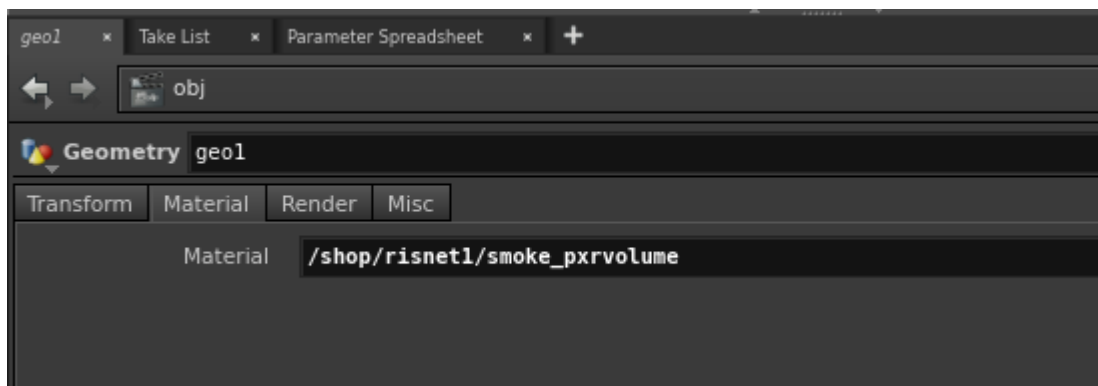 geo1 × Take List × Parameter Spreadsheet × +
obj
Geometry geo1
Transform Material Render Misc
Material /shop/risnet1/smoke_pxrvolume